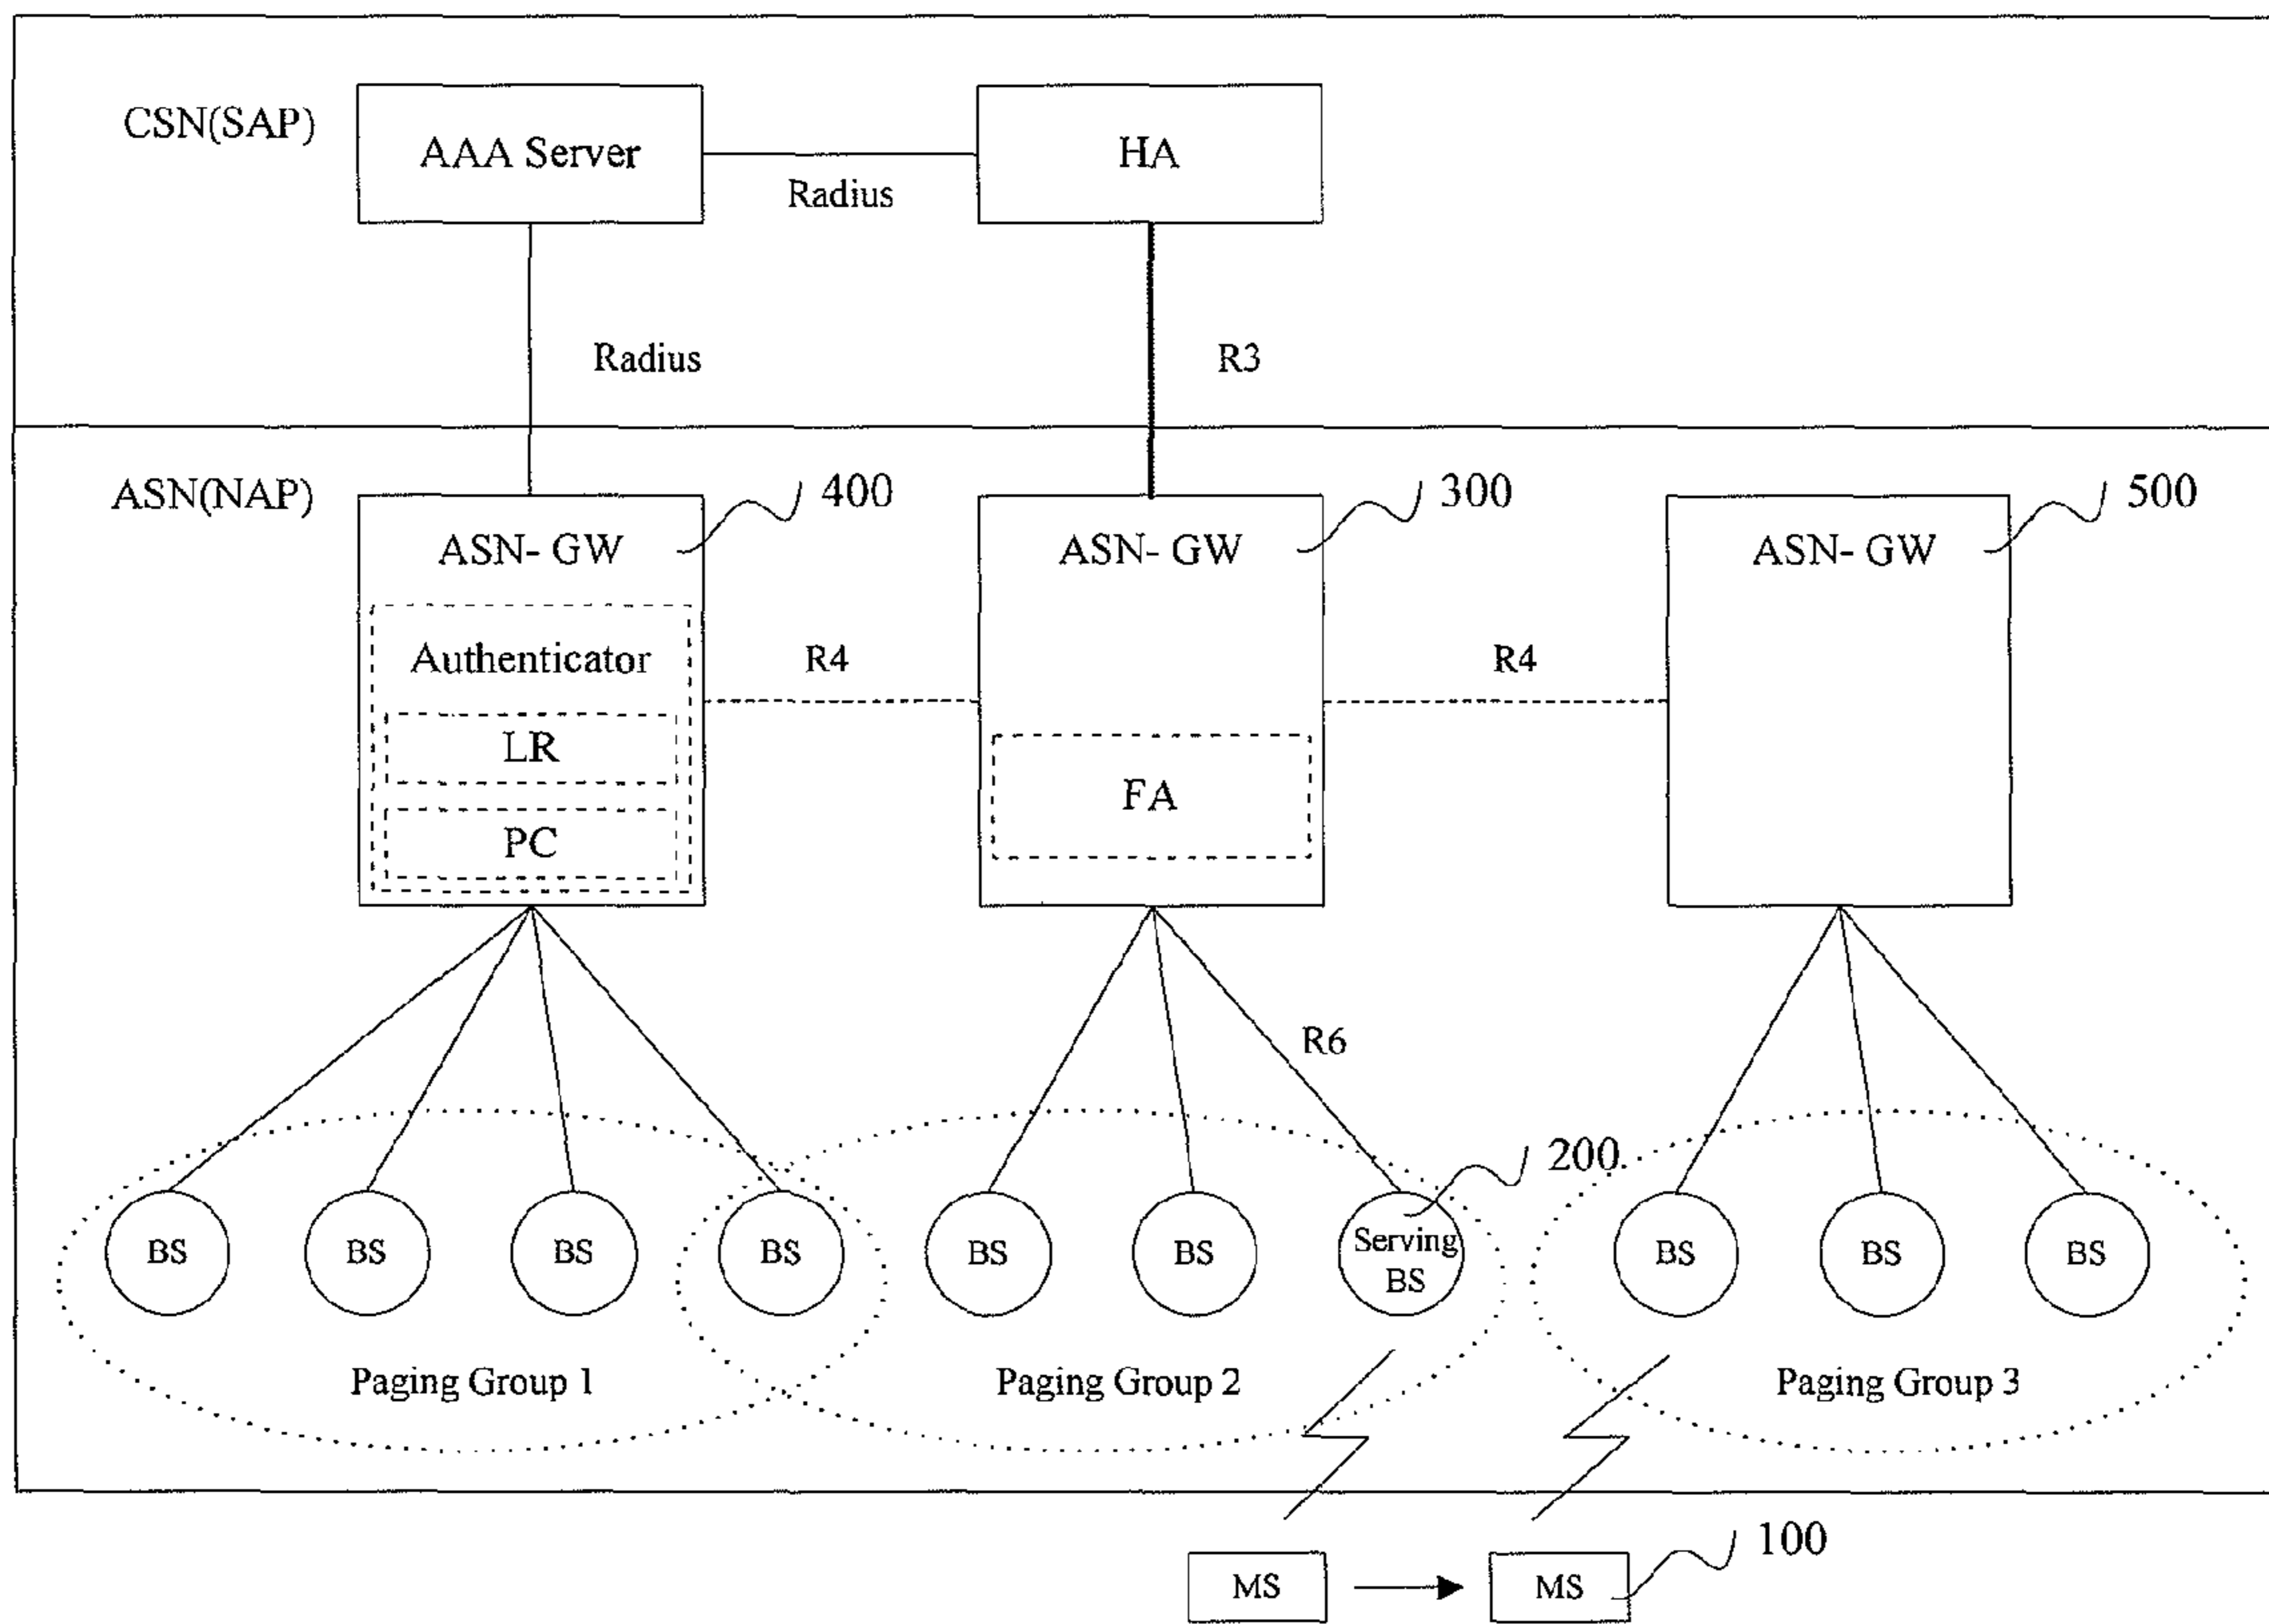 CSN(SAP)
AAA Server
HA
Radius
Radius
R3
ASN(NAP)
400
300
500
ASN- GW
ASN- GW
ASN- GW
Authenticator
R4
R4
LR
FA
PC
R6
200
BS
BS
BS
BS
BS
BS
Serving
BS
BS
BS
BS
Paging Group 1
Paging Group 2
Paging Group 3
100
MS
MS